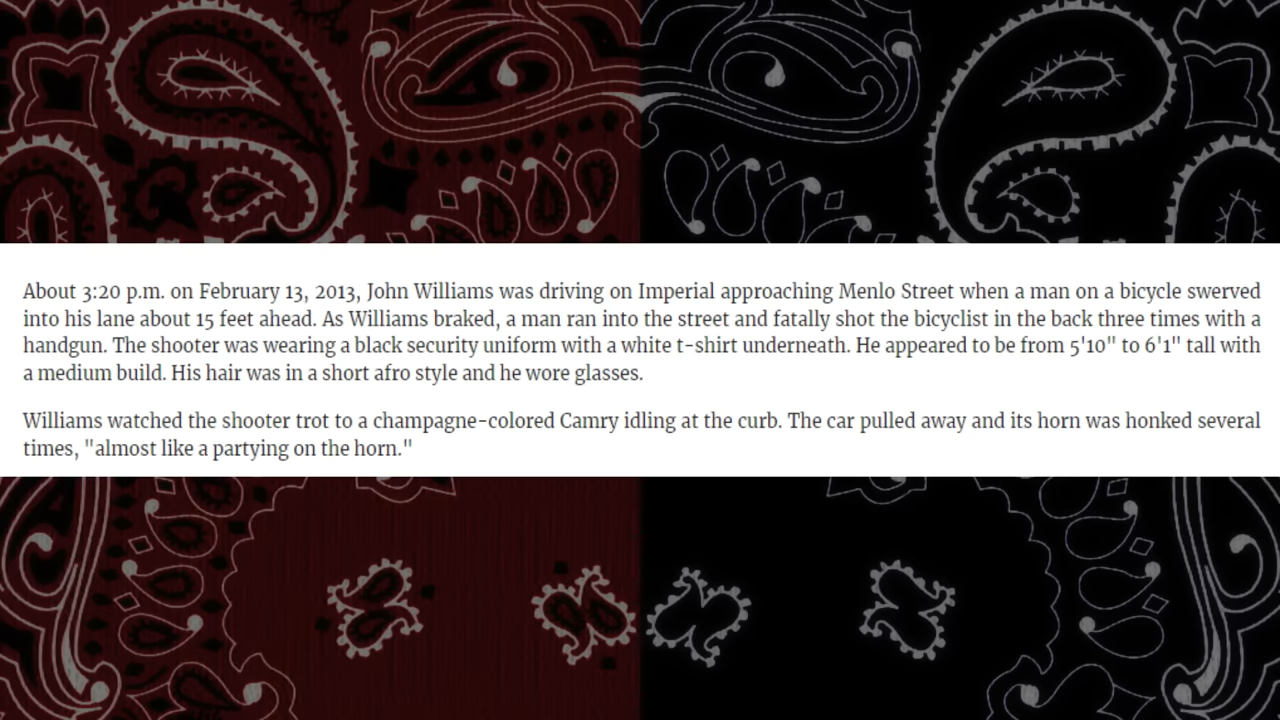 About 3:20 p.m. on February 13, 2013, John Williams was driving on Imperial approaching Menlo Street when a man on a bicycle swerved
into his lane about 15 feet ahead. As Williams braked, a man ran into the street and fatally shot the bicyclist in the back three times with a
handgun. The shooter was wearing a black security uniform with a white t-shirt underneath. He appeared to be from 5'10" to 6'1" tall with
a medium build. His hair was in a short afro style and he wore glasses.
Williams watched the shooter trot to a champagne-colored Camry idling at the curb. The car pulled away and its horn was honked several
times, "almost like a partying on the horn."